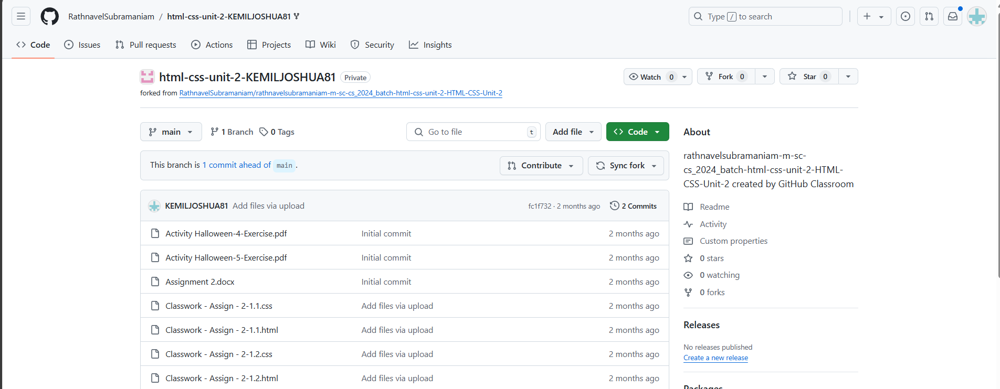 RathnavelSubramaniam / html-css-unit-2-KEMILJOSHUA81
Type / to search
Code Issues Pull requests Actions Projects Wiki Security Insights
html-css-unit-2-KEMILJOSHUA81 Private
Watch 0 Fork 0 Star 0
forked from RathnavelSubramaniam/rathnavelsubramaniam-m-sc-cs_2024_batch-html-css-unit-2-HTML-CSS-Unit-2
main 1 Branch 0 Tags Go to file t Add file Code
This branch is 1 commit ahead of main . Contribute Sync fork
KEMILJOSHUA81 Add files via upload fc1f732 · 2 months ago 2 Commits
Activity Halloween-4-Exercise.pdf Initial commit 2 months ago
Activity Halloween-5-Exercise.pdf Initial commit 2 months ago
Assignment 2.docx Initial commit 2 months ago
Classwork - Assign - 2-1.1.css Add files via upload 2 months ago
Classwork - Assign - 2-1.1.html Add files via upload 2 months ago
Classwork - Assign - 2-1.2.css Add files via upload 2 months ago
Classwork - Assign - 2-1.2.html Add files via upload 2 months ago
About
rathnavelsubramaniam-m-sc-
cs_2024_batch-html-css-unit-2-HTML-
CSS-Unit-2 created by GitHub Classroom
Readme
Activity
Custom properties
0 stars
0 watching
0 forks
Releases
No releases published
Create a new release
Packages